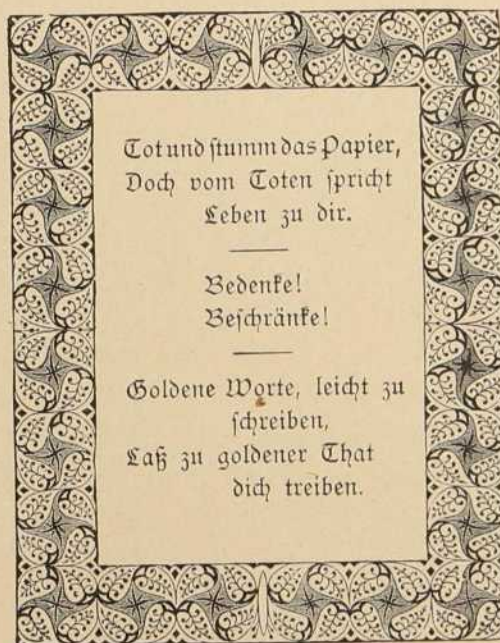 Tot und stumm das Papier,
Doch vom Toten spricht
Leben zu dir.
Bedenke!
Beschränke!
Goldene Worte, leicht zu
schreiben,
Laß zu goldener That
dich treiben.